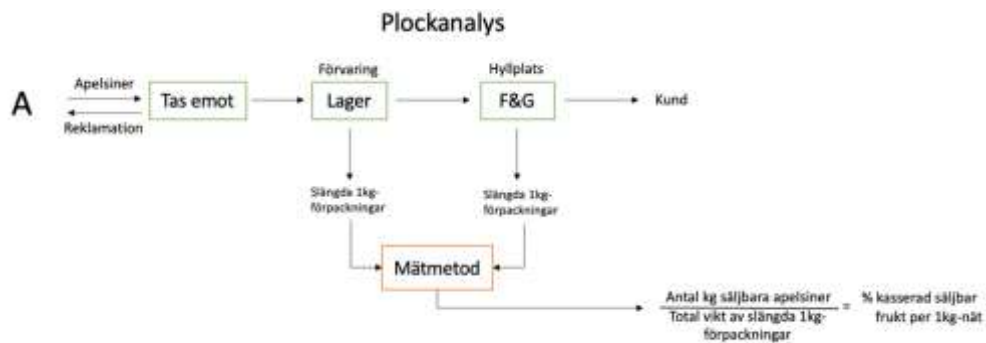 Plockanalys
Förvaring
Hyllplats
Apelsiner
A
Tas emot
Lager
F&G
Kund
Reklamation
Slängda 1kg-
förpackningar
Slängda 1kg-
förpackningar
Mätmetod
Antal kg säljbara apelsiner
Total vikt av slängda 1kg-
förpackningar
=
% kasserad säljbar
frukt per 1kg-nät